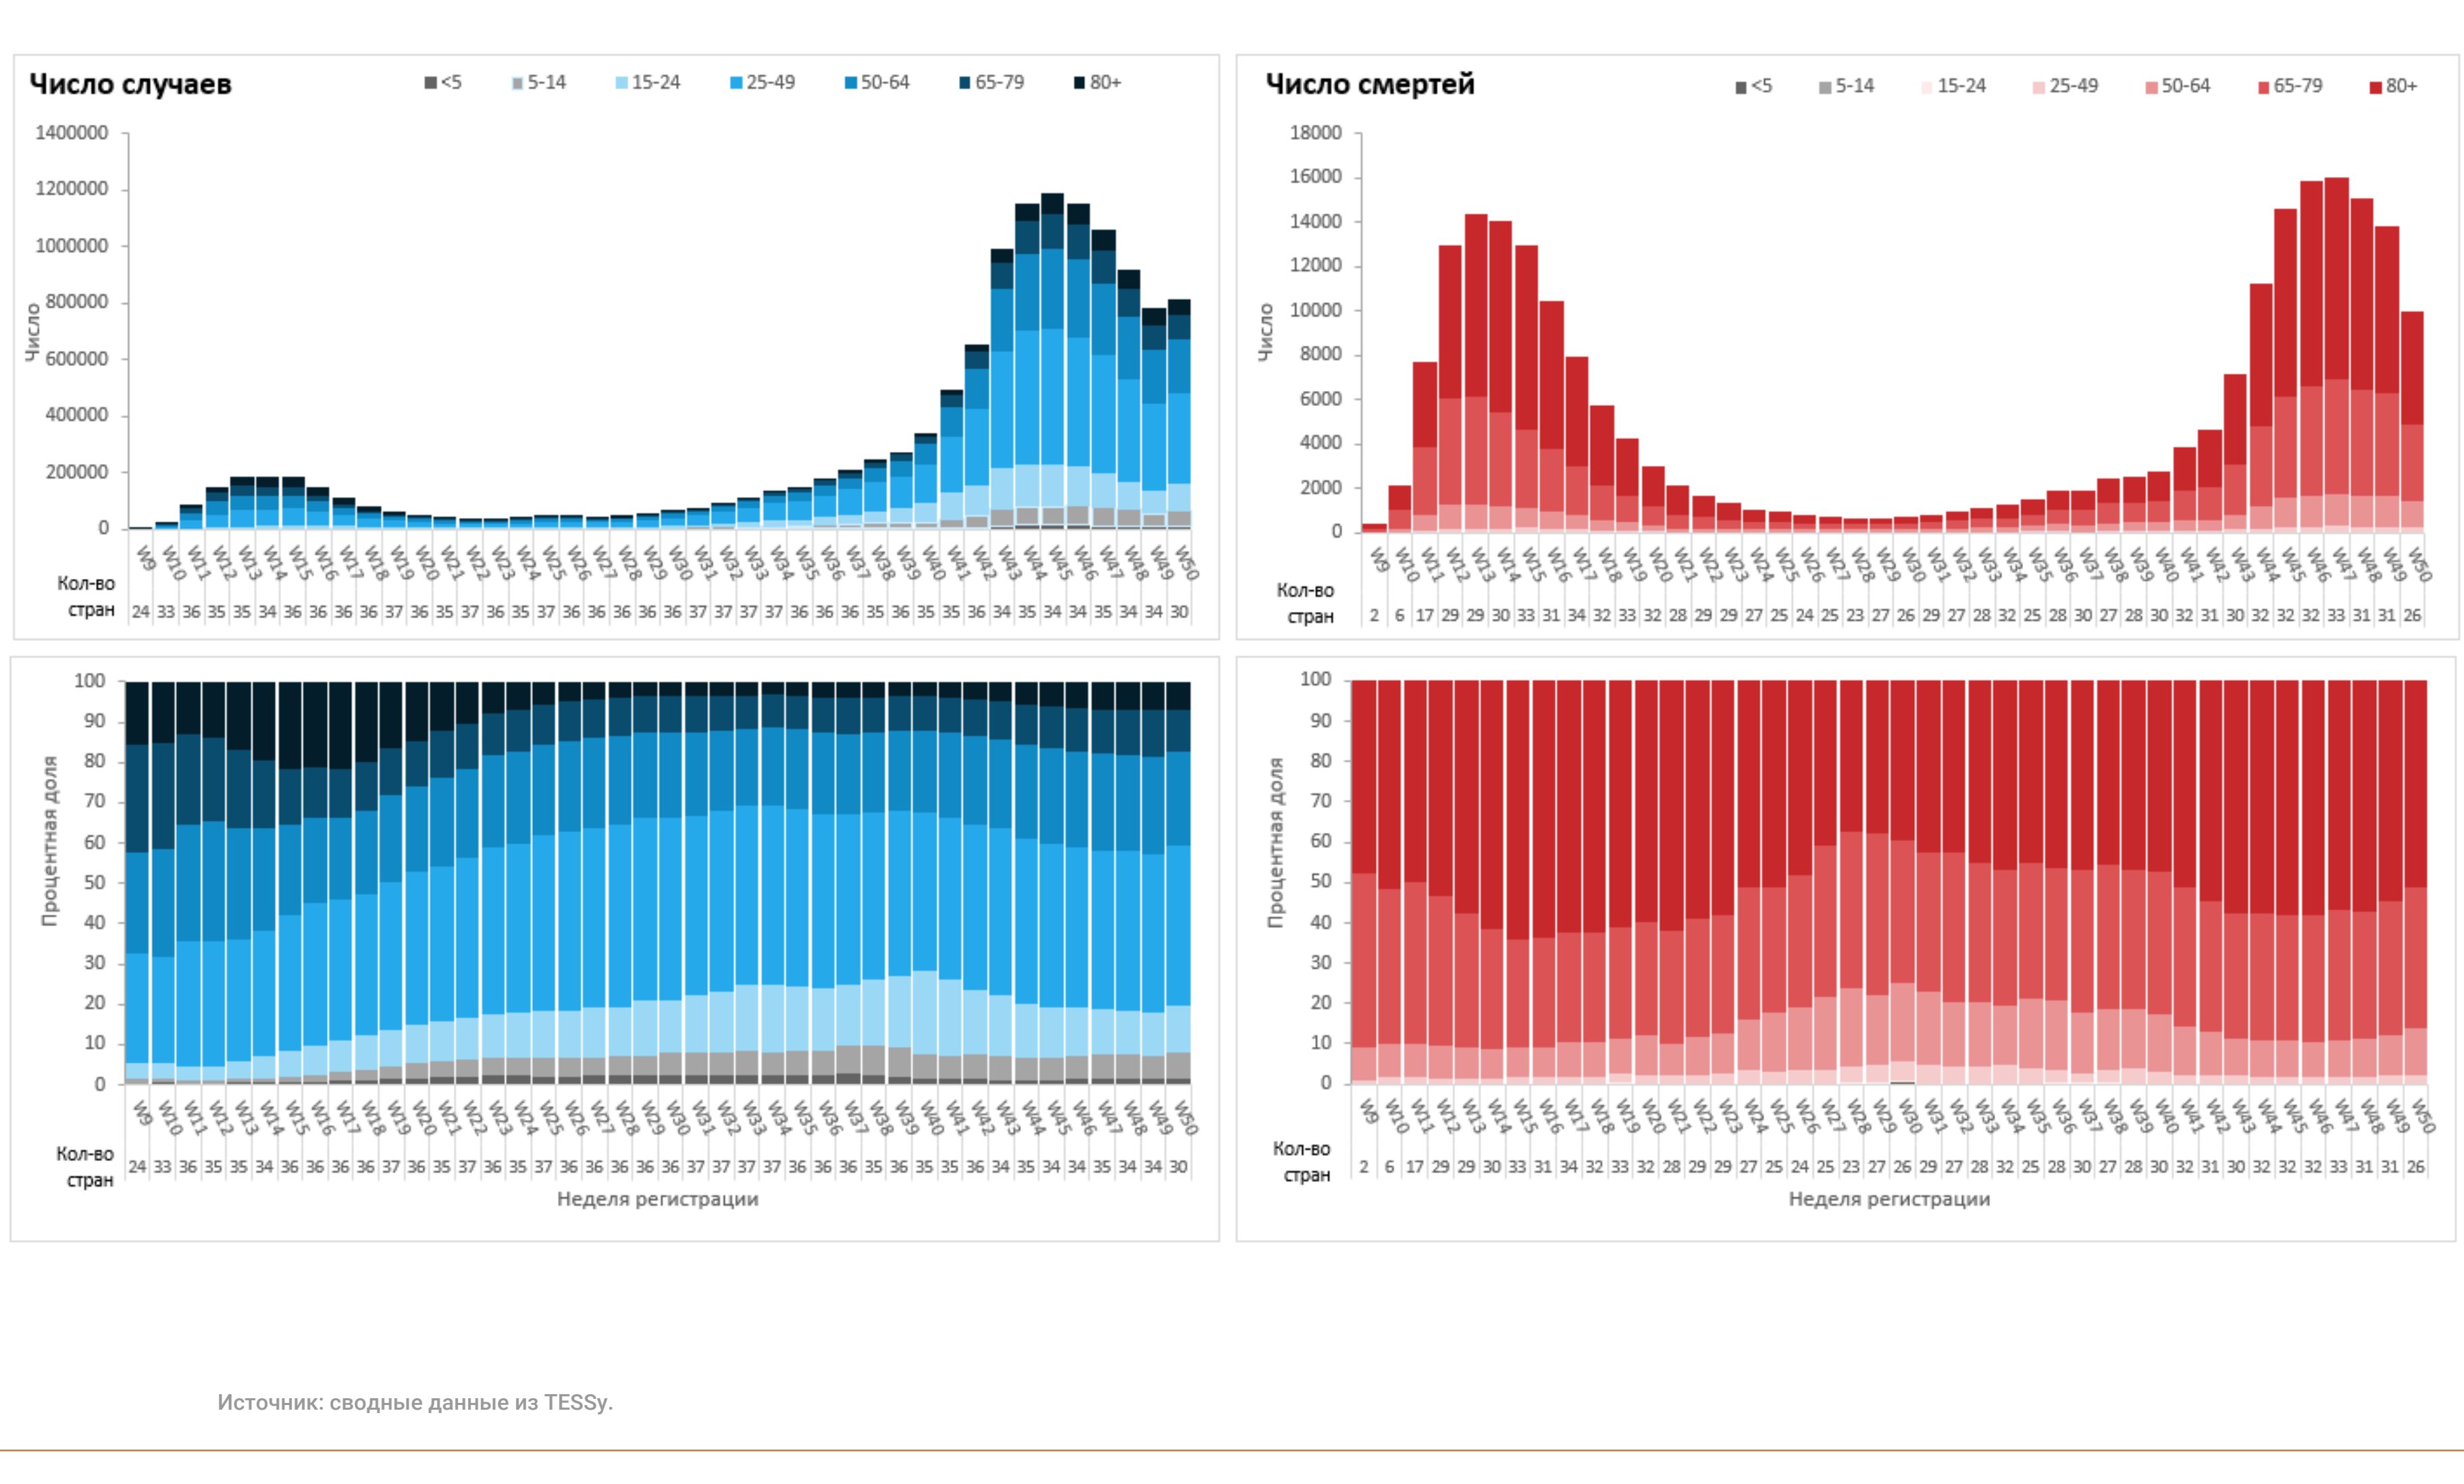 Число случаев
<5 5-14 15-24 25-49 50-64 65-79 80+
1400000
1200000
1000000
800000
600000
400000
200000
0
Число
W9 W10 W11 W12 W13 W14 W15 W16 W17 W18 W19 W20 W21 W22 W23 W24 W25 W26 W27 W28 W29 W30 W31 W32 W33 W34 W35 W36 W37 W38 W39 W40 W41 W42 W43 W44 W45 W46 W47 W48 W49 W50
Кол-во
стран
24 33 36 35 35 34 36 36 36 36 37 36 35 37 36 35 37 36 36 36 36 36 37 37 37 37 36 36 36 35 36 35 35 36 34 35 34 34 35 34 34 30
Число смертей
<5 5-14 15-24 25-49 50-64 65-79 80+
18000
16000
14000
12000
10000
8000
6000
4000
2000
0
Число
W9 W10 W11 W12 W13 W14 W15 W16 W17 W18 W19 W20 W21 W22 W23 W24 W25 W26 W27 W28 W29 W30 W31 W32 W33 W34 W35 W36 W37 W38 W39 W40 W41 W42 W43 W44 W45 W46 W47 W48 W49 W50
Кол-во
стран
2 6 17 29 29 30 33 31 34 32 33 32 28 29 29 27 25 24 25 23 27 26 29 27 28 32 25 28 30 27 28 30 32 31 30 32 32 32 33 31 31 26
100
90
80
70
60
50
40
30
20
10
0
Процентная доля
W9 W10 W11 W12 W13 W14 W15 W16 W17 W18 W19 W20 W21 W22 W23 W24 W25 W26 W27 W28 W29 W30 W31 W32 W33 W34 W35 W36 W37 W38 W39 W40 W41 W42 W43 W44 W45 W46 W47 W48 W49 W50
Кол-во
стран
24 33 36 35 35 34 36 36 36 36 37 36 35 37 36 35 37 36 36 36 36 36 37 37 37 37 36 36 36 35 36 35 35 36 34 35 34 34 35 34 34 30
Неделя регистрации
100
90
80
70
60
50
40
30
20
10
0
Процентная доля
W9 W10 W11 W12 W13 W14 W15 W16 W17 W18 W19 W20 W21 W22 W23 W24 W25 W26 W27 W28 W29 W30 W31 W32 W33 W34 W35 W36 W37 W38 W39 W40 W41 W42 W43 W44 W45 W46 W47 W48 W49 W50
Кол-во
стран
2 6 17 29 29 30 33 31 34 32 33 32 28 29 29 27 25 24 25 23 27 26 29 27 28 32 25 28 30 27 28 30 32 31 30 32 32 32 33 31 31 26
Неделя регистрации
Источник: сводные данные из TESSy.